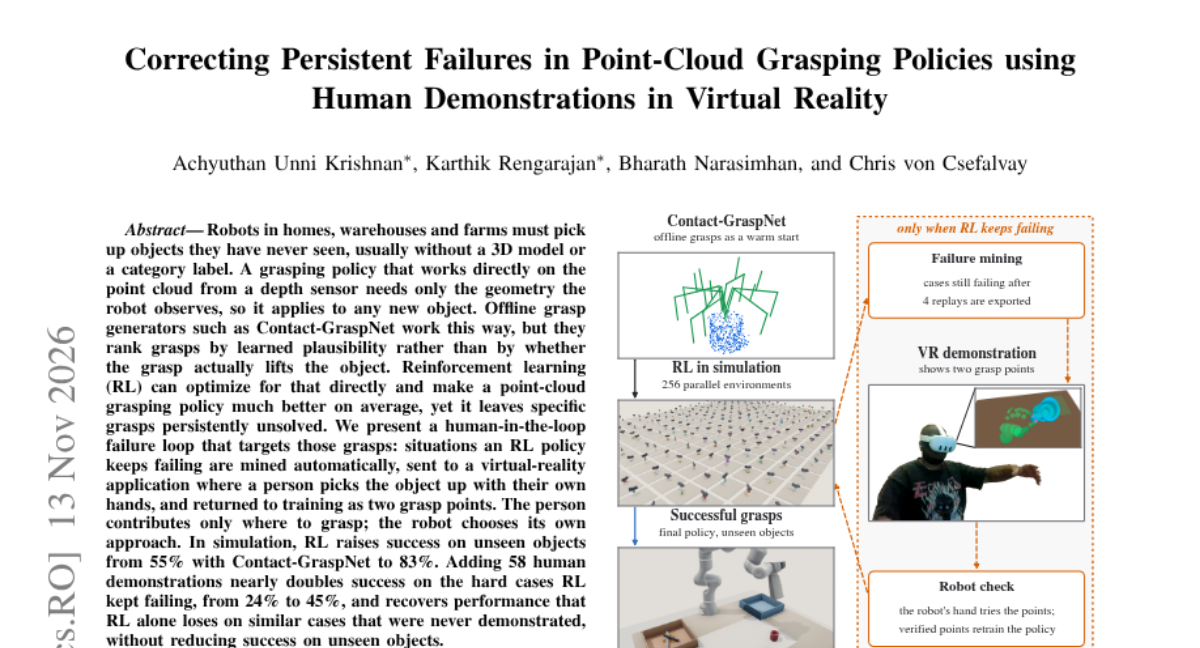 Correcting Persistent Failures in Point-Cloud Grasping Policies using
Human Demonstrations in Virtual Reality
Achyuthan Unni Krishnan*, Karthik Rengarajan*, Bharath Narasimhan, and Chris von Csefalvay
cs.RO] 13 Nov 2026
Abstract— Robots in homes, warehouses and farms must pick
up objects they have never seen, usually without a 3D model or
a category label. A grasping policy that works directly on the
point cloud from a depth sensor needs only the geometry the
robot observes, so it applies to any new object. Offline grasp
generators such as Contact-GraspNet work this way, but they
rank grasps by learned plausibility rather than by whether
the grasp actually lifts the object. Reinforcement learning
(RL) can optimize for that directly and make a point-cloud
grasping policy much better on average, yet it leaves specific
grasps persistently unsolved. We present a human-in-the-loop
failure loop that targets those grasps: situations an RL policy
keeps failing are mined automatically, sent to a virtual-reality
application where a person picks the object up with their own
hands, and returned to training as two grasp points. The person
contributes only where to grasp; the robot chooses its own
approach. In simulation, RL raises success on unseen objects
from 55% with Contact-GraspNet to 83%. Adding 58 human
demonstrations nearly doubles success on the hard cases RL
kept failing, from 24% to 45%, and recovers performance that
RL alone loses on similar cases that were never demonstrated,
without reducing success on unseen objects.
Contact-GraspNet
offline grasps as a warm start
RL in simulation
256 parallel environments
Successful grasps
final policy, unseen objects
only when RL keeps failing
Failure mining
cases still failing after
4 replays are exported
VR demonstration
shows two grasp points
Robot check
the robot's hand tries the points;
verified points retrain the policy